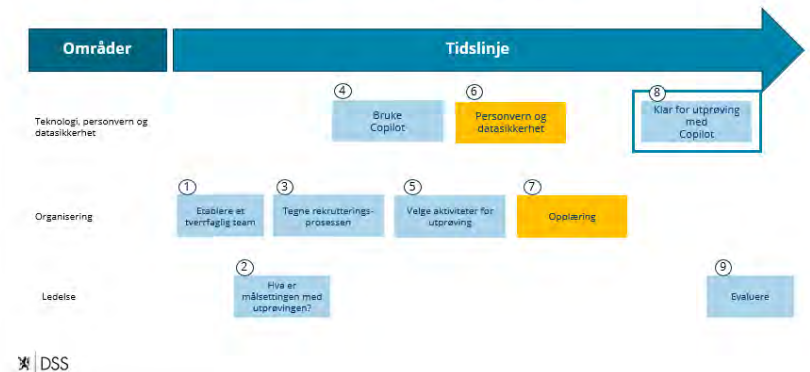 Områder
Tidslinje
Teknologi, personvern og
datasikkerhet
4
Bruke
Copilot
6
Personvern og
datasikkerhet
8
Klar for utprøving
med
Copilot
Organisering
1
Etablere et
tverrfaglig team
3
Tegne rekrutterings-
prosessen
5
Velge aktiviteter for
utprøving
7
Opplæring
Ledelse
2
Hva er
målsettingen med
utprøvingen?
9
Evaluere
DSS